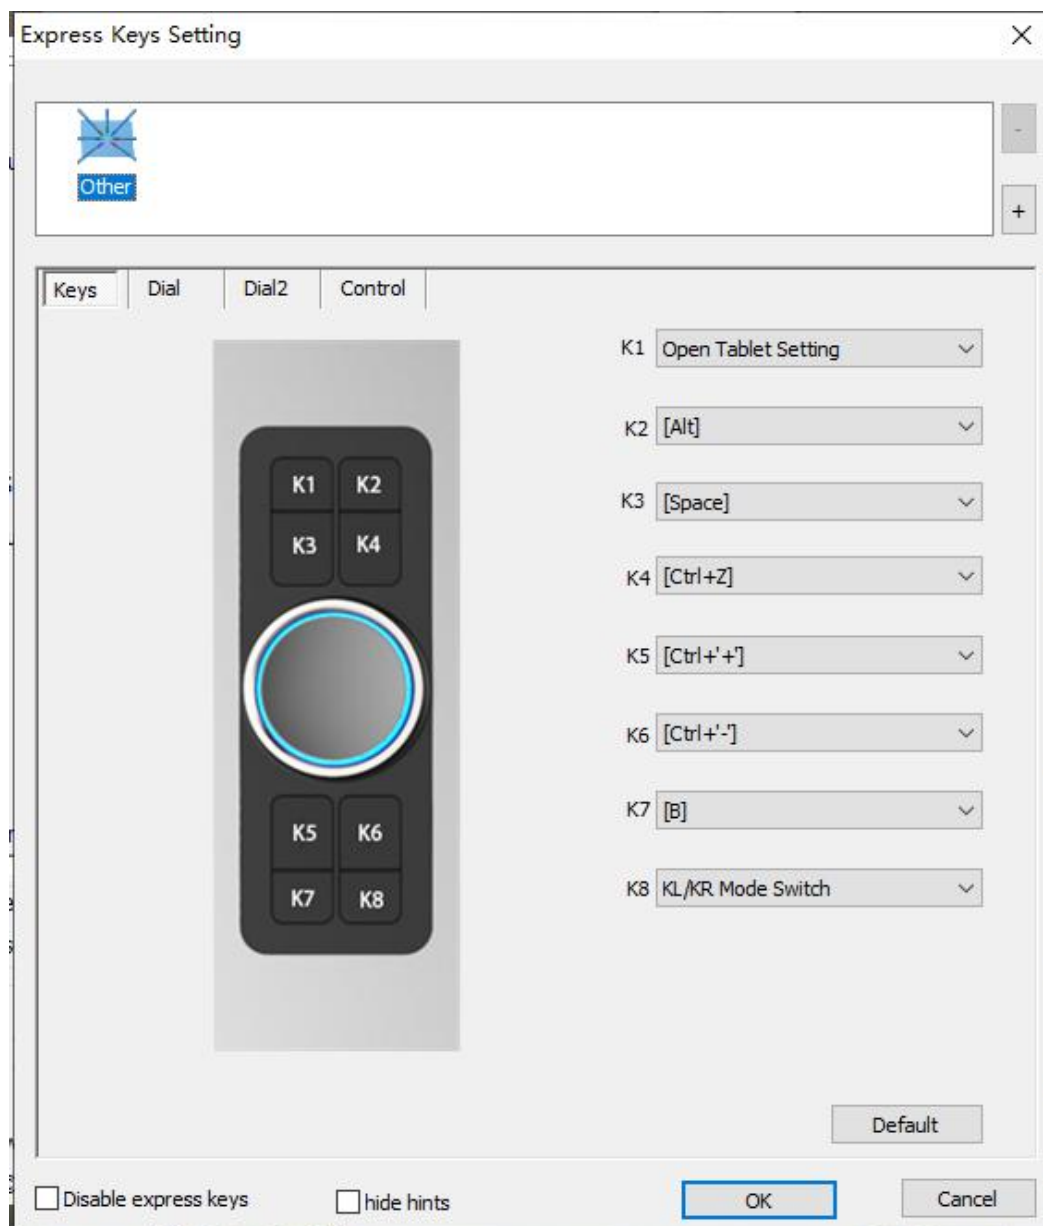 Express Keys Setting
-
Other
+
Keys Dial Dial2 Control
K1 Open Tablet Setting
K2 [Alt]
K1 K2
K3 [Space]
K3 K4
K4 [Ctrl+Z]
K5 [Ctrl+'+']
K6 [Ctrl+'-']
K7 [B]
K5 K6
K8 KL/KR Mode Switch
K7 K8
Default
Disable express keys hide hints OK Cancel